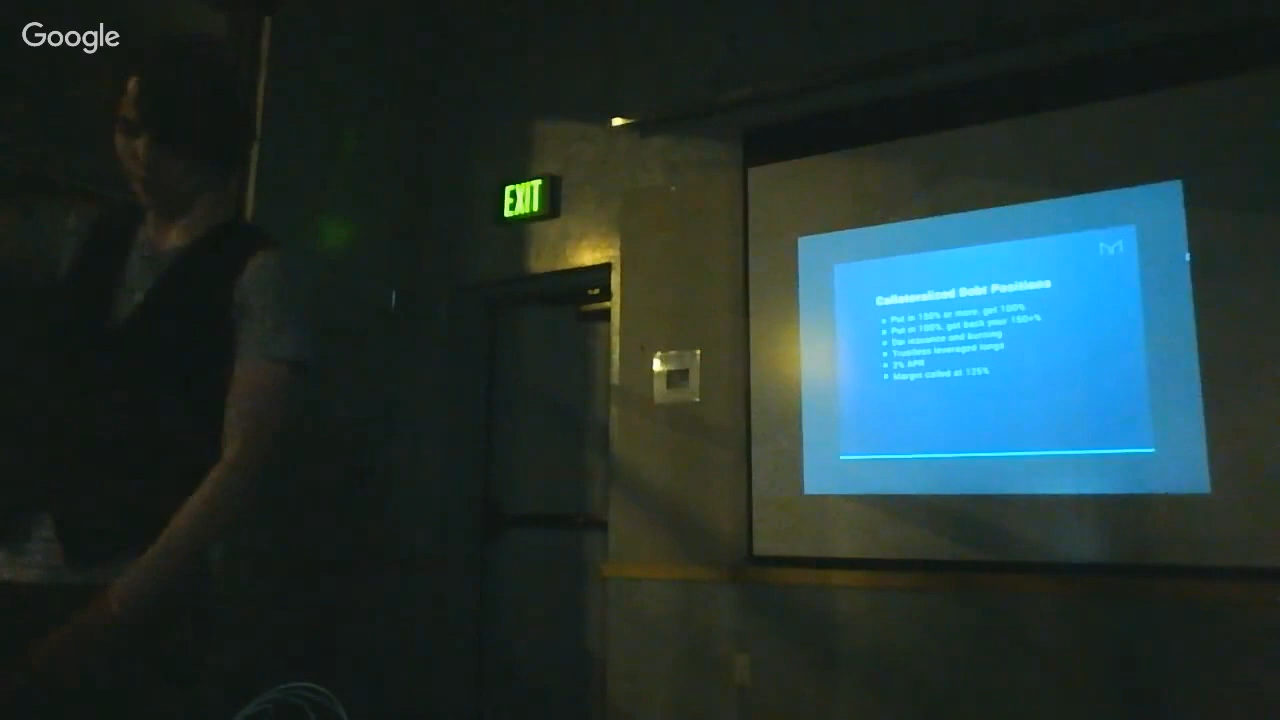 Google
EXIT
Collateralised Debt Positions
Put in 150% or more, get 100%
Put in 100%, get back your 150+%
Dai issuance and burning
Trustless leveraged longs
2% APR
Margin called at 125%